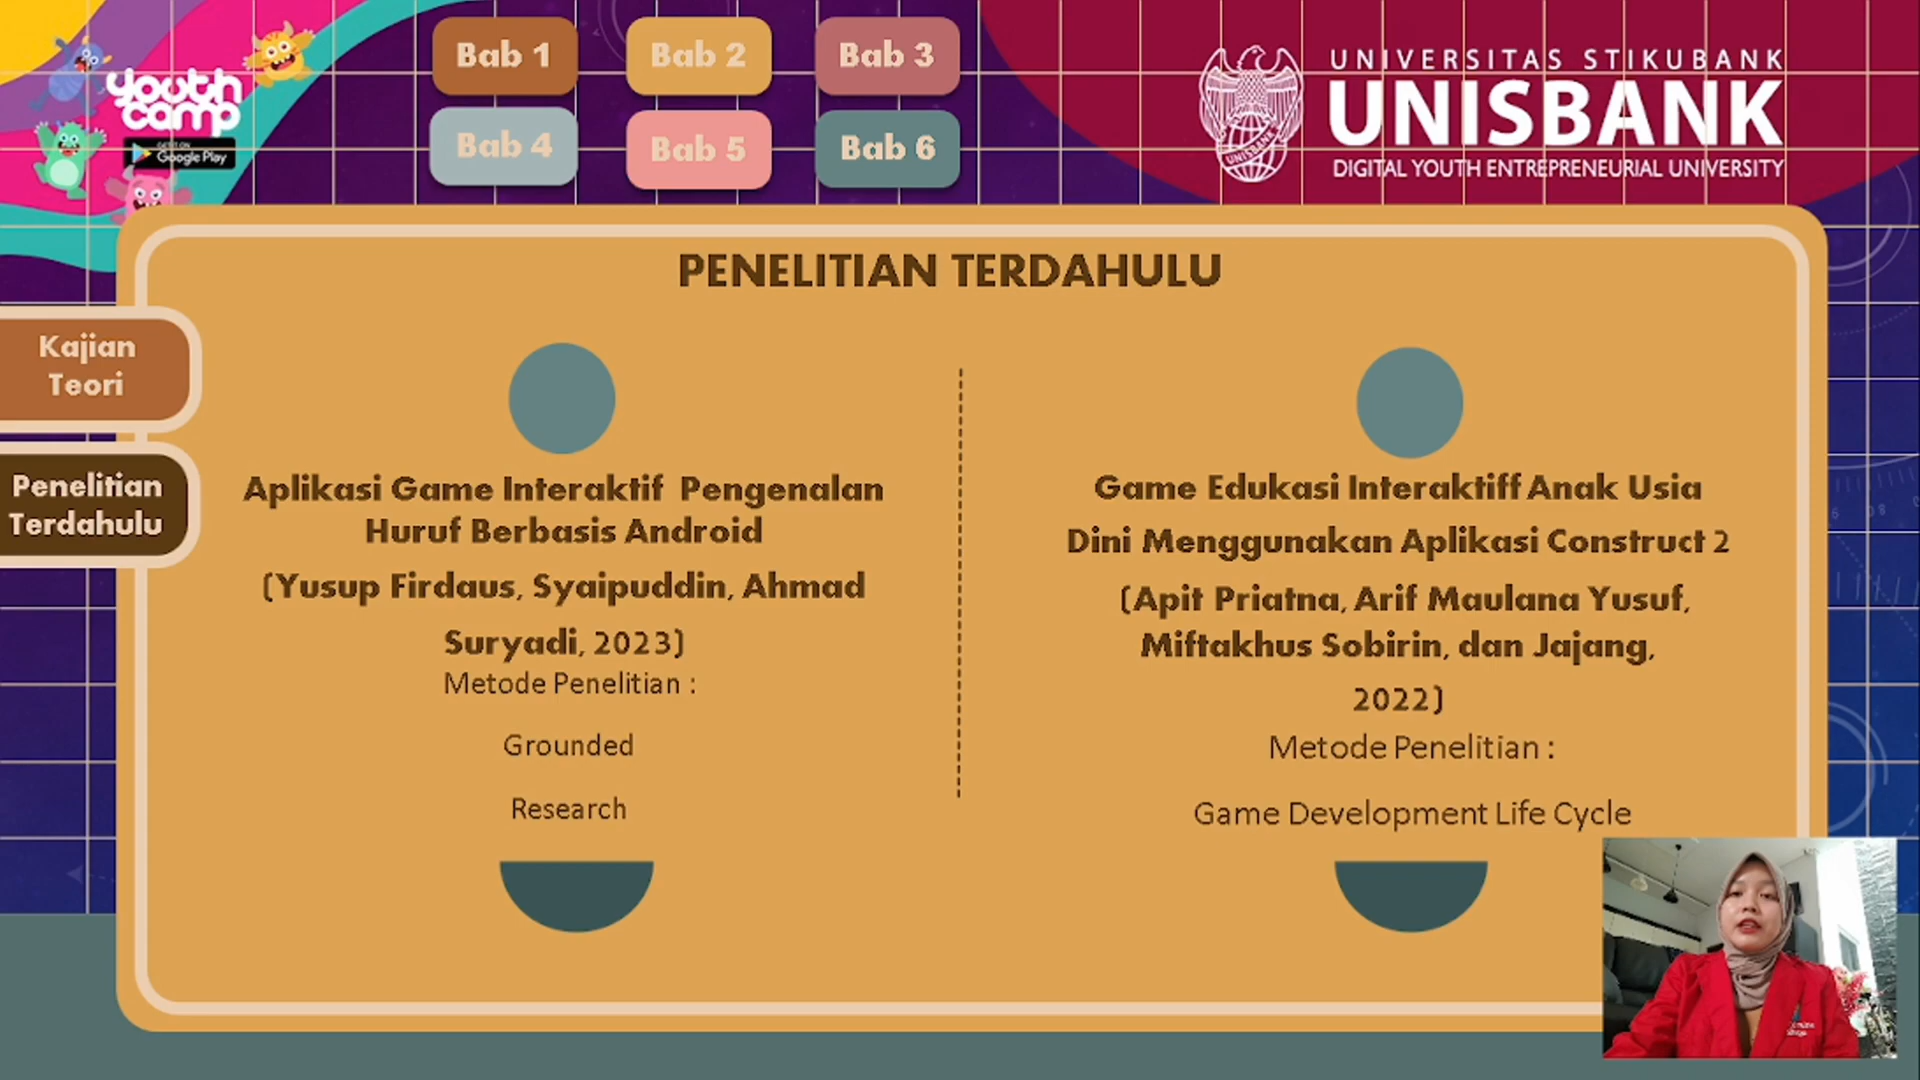 youth
camp
GET IT ON
Google Play
Bab 1
Bab 2
Bab 3
Bab 4
Bab 5
Bab 6
UNIVERSITAS STIKUBANK
UNISBANK
DIGITAL YOUTH ENTREPRENEURIAL UNIVERSITY
UNISBANK
PENELITIAN TERDAHULU
Kajian
Teori
Penelitian
Terdahulu
Aplikasi Game Interaktif Pengenalan
Huruf Berbasis Android
(Yusup Firdaus, Syaipuddin, Ahmad
Suryadi, 2023)
Metode Penelitian :
Grounded
Research
Game Edukasi Interaktiff Anak Usia
Dini Menggunakan Aplikasi Construct 2
(Apit Priatna, Arif Maulana Yusuf,
Miftakhus Sobirin, dan Jajang,
2022)
Metode Penelitian :
Game Development Life Cycle